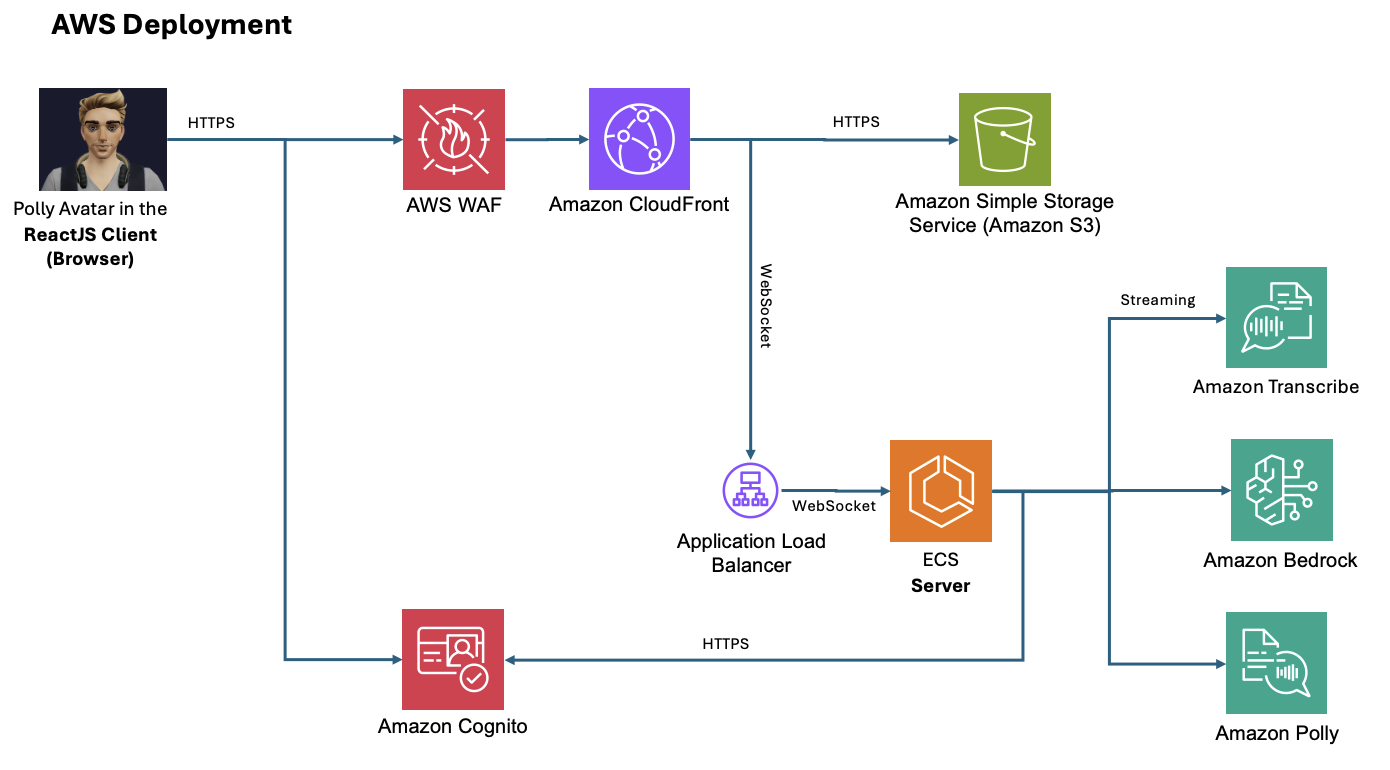 AWS Deployment
HTTPS
HTTPS
Polly Avatar in the
ReactJS Client
(Browser)
AWS WAF
Amazon CloudFront
Amazon Simple Storage
Service (Amazon S3)
WebSocket
Streaming
Amazon Transcribe
WebSocket
Application Load
Balancer
ECS
Server
Amazon Bedrock
HTTPS
Amazon Cognito
Amazon Polly